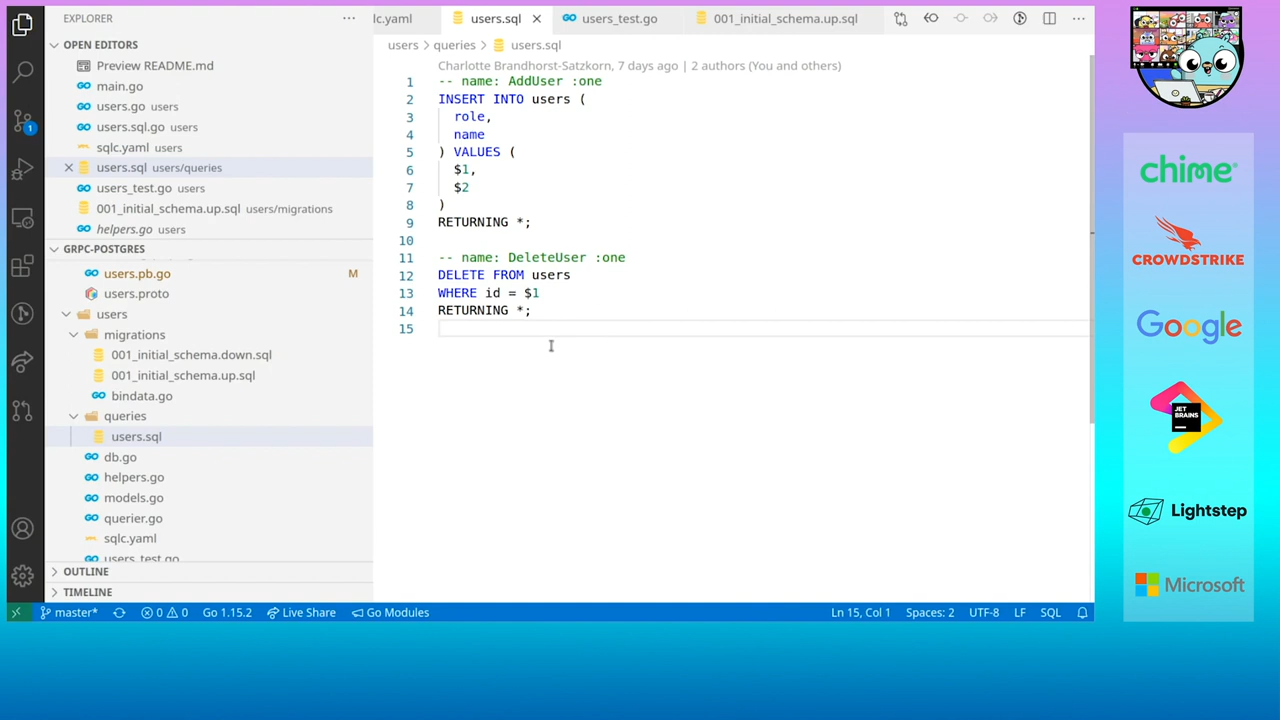 EXPLORER
OPEN EDITORS
Preview README.md
main.go
users.go users
users.sql.go users
sqlc.yaml users
users.sql users/queries
users_test.go users
001_initial_schema.up.sql users/migrations
helpers.go users
GRPC-POSTGRES
users.pb.go M
users.proto
users
migrations
001_initial_schema.down.sql
001_initial_schema.up.sql
bindata.go
queries
users.sql
db.go
helpers.go
models.go
querier.go
sqlc.yaml
users_test.go
OUTLINE
TIMELINE
lc.yaml users.sql users_test.go 001_initial_schema.up.sql
users > queries > users.sql
Charlotte Brandhorst-Satzkorn, 7 days ago | 2 authors (You and others)
1 -- name: AddUser :one
2 INSERT INTO users (
3 role,
4 name
5 ) VALUES (
6 $1,
7 $2
8 )
9 RETURNING *;
10
11 -- name: DeleteUser :one
12 DELETE FROM users
13 WHERE id = $1
14 RETURNING *;
15
1
master* 0 0 Go 1.15.2 Live Share Go Modules Ln 15, Col 1 Spaces: 2 UTF-8 LF SQL
chime
CROWDSTRIKE
Google
JET
BRAINS
Lightstep
Microsoft